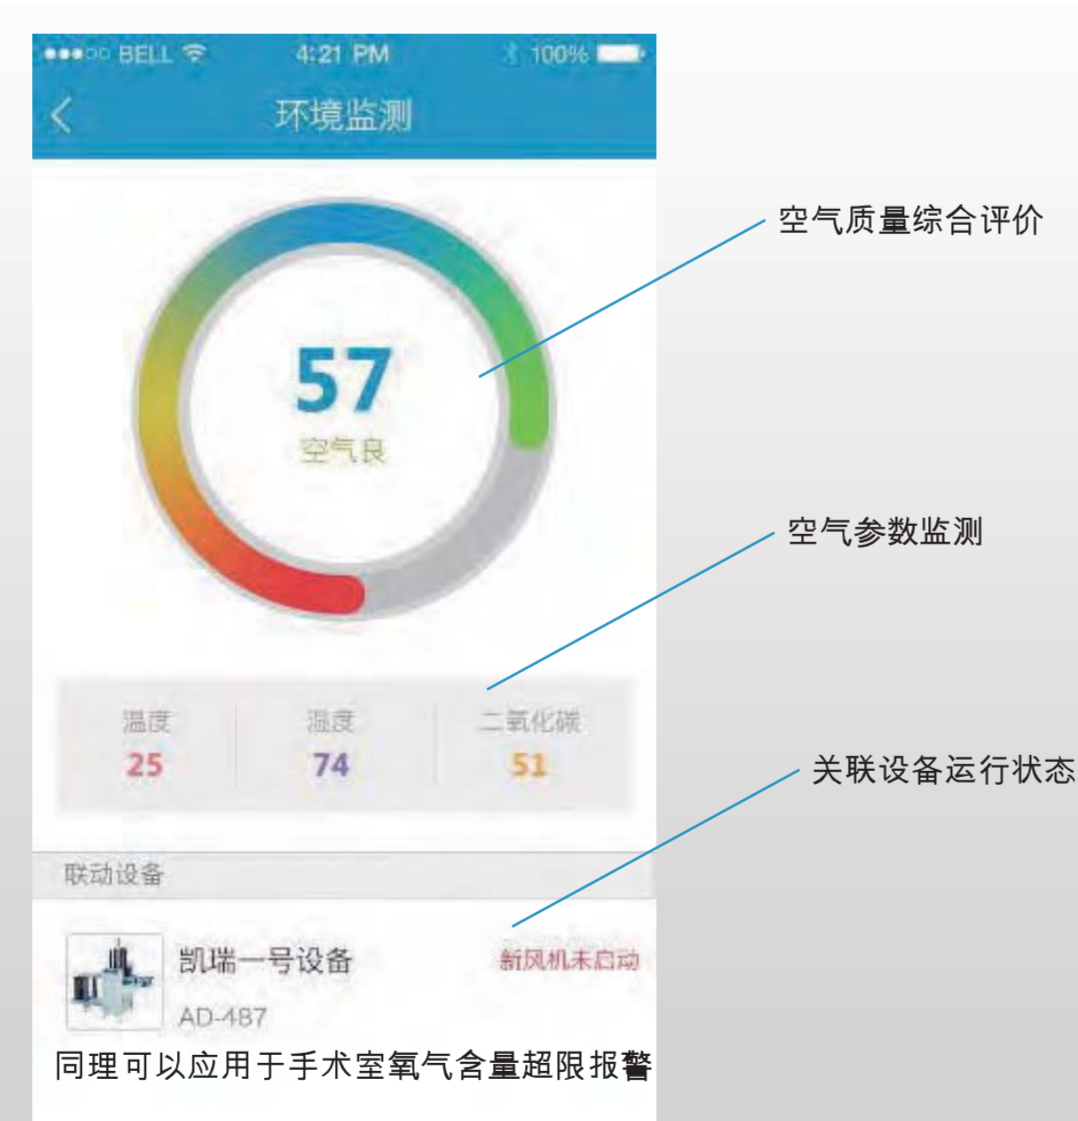 BELL 4:21 PM 100%
环境监测
空气质量综合评价
57
空气良
空气参数监测
温度 湿度 二氧化碳
25 74 51
关联设备运行状态
联动设备
凯瑞一号设备 新风机未启动
AD-487
同理可以应用于手术室氧气含量超限报警